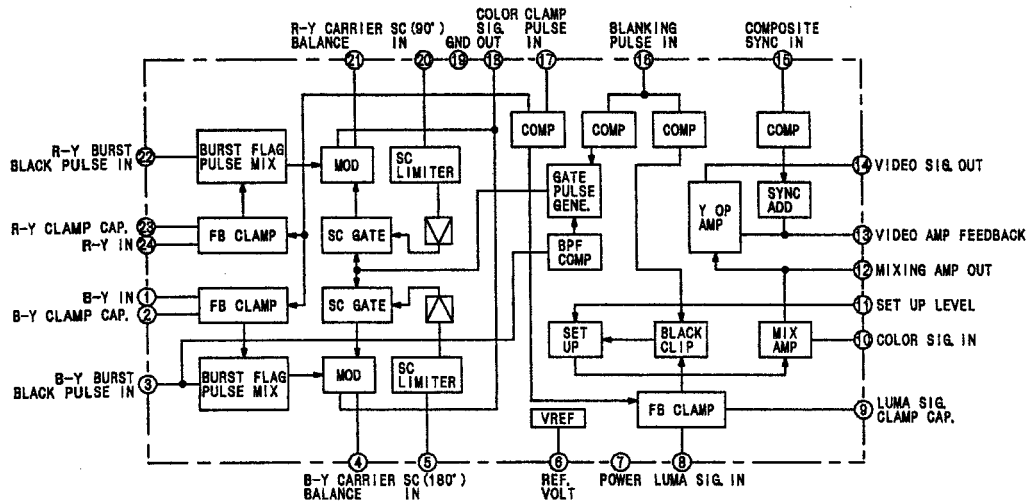 R-Y CARRIER
BALANCE
SC(90°)
IN
GND
COLOR
SIG.
OUT
CLAMP
PULSE
IN
BLANKING
PULSE IN
COMPOSITE
SYNC IN
21
20
19
18
17
16
15
R-Y BURST
BLACK PULSE IN
22
R-Y CLAMP CAP.
23
R-Y IN
24
B-Y IN
1
B-Y CLAMP CAP.
2
B-Y BURST
BLACK PULSE IN
3
BURST FLAG
PULSE MIX
MOD
SC
LIMITER
COMP
COMP
COMP
COMP
FB CLAMP
SC GATE
GATE
PULSE
GENE.
BPF
COMP
Y OP
AMP
SYNC
ADD
FB CLAMP
SC GATE
SET
UP
BLACK
CLIP
MIX
AMP
BURST FLAG
PULSE MIX
MOD
SC
LIMITER
VREF
FB CLAMP
14
VIDEO SIG. OUT
13
VIDEO AMP FEEDBACK
12
MIXING AMP OUT
11
SET UP LEVEL
10
COLOR SIG. IN
9
LUMA SIG.
CLAMP CAP.
4
5
6
7
8
B-Y CARRIER
BALANCE
SC(180°)
IN
REF.
VOLT
POWER
LUMA SIG. IN